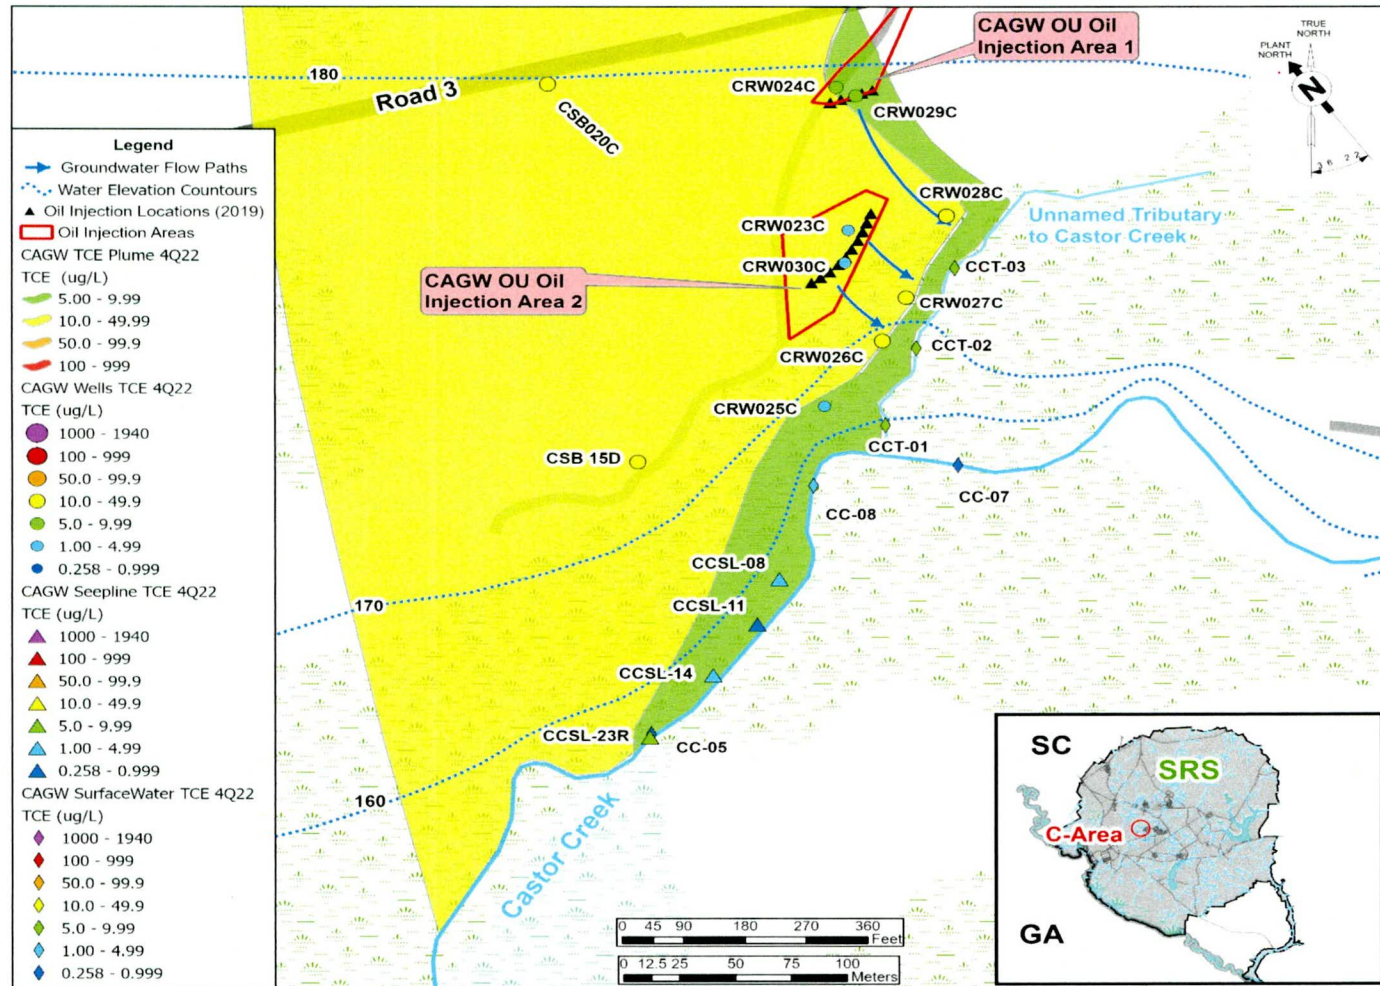 CAGW OU Oil
Injection Area 1
TRUE
NORTH
PLANT
NORTH
N
36 22
180
Road 3
CSB020C
CRW024C
CRW029C
CRW028C
Unnamed Tributary
to Castor Creek
CRW023C
CRW030C
CCT-03
CAGW OU Oil
Injection Area 2
CRW027C
CCT-02
CRW026C
CRW025C
CCT-01
CSB 15D
CC-07
CC-08
CCSL-08
CCSL-11
170
CCSL-14
CCSL-23R
CC-05
160
Castor Creek
Legend
Groundwater Flow Paths
Water Elevation Countours
Oil Injection Locations (2019)
Oil Injection Areas
CAGW TCE Plume 4Q22
TCE (ug/L)
5.00 - 9.99
10.0 - 49.99
50.0 - 99.9
100 - 999
CAGW Wells TCE 4Q22
TCE (ug/L)
1000 - 1940
100 - 999
50.0 - 99.9
10.0 - 49.9
5.0 - 9.99
1.00 - 4.99
0.258 - 0.999
CAGW Seepline TCE 4Q22
TCE (ug/L)
1000 - 1940
100 - 999
50.0 - 99.9
10.0 - 49.9
5.0 - 9.99
1.00 - 4.99
0.258 - 0.999
CAGW SurfaceWater TCE 4Q22
TCE (ug/L)
1000 - 1940
100 - 999
50.0 - 99.9
10.0 - 49.9
5.0 - 9.99
1.00 - 4.99
0.258 - 0.999
0 45 90 180 270 360
Feet
0 12.5 25 50 75 100
Meters
SC
SRS
C-Area
GA